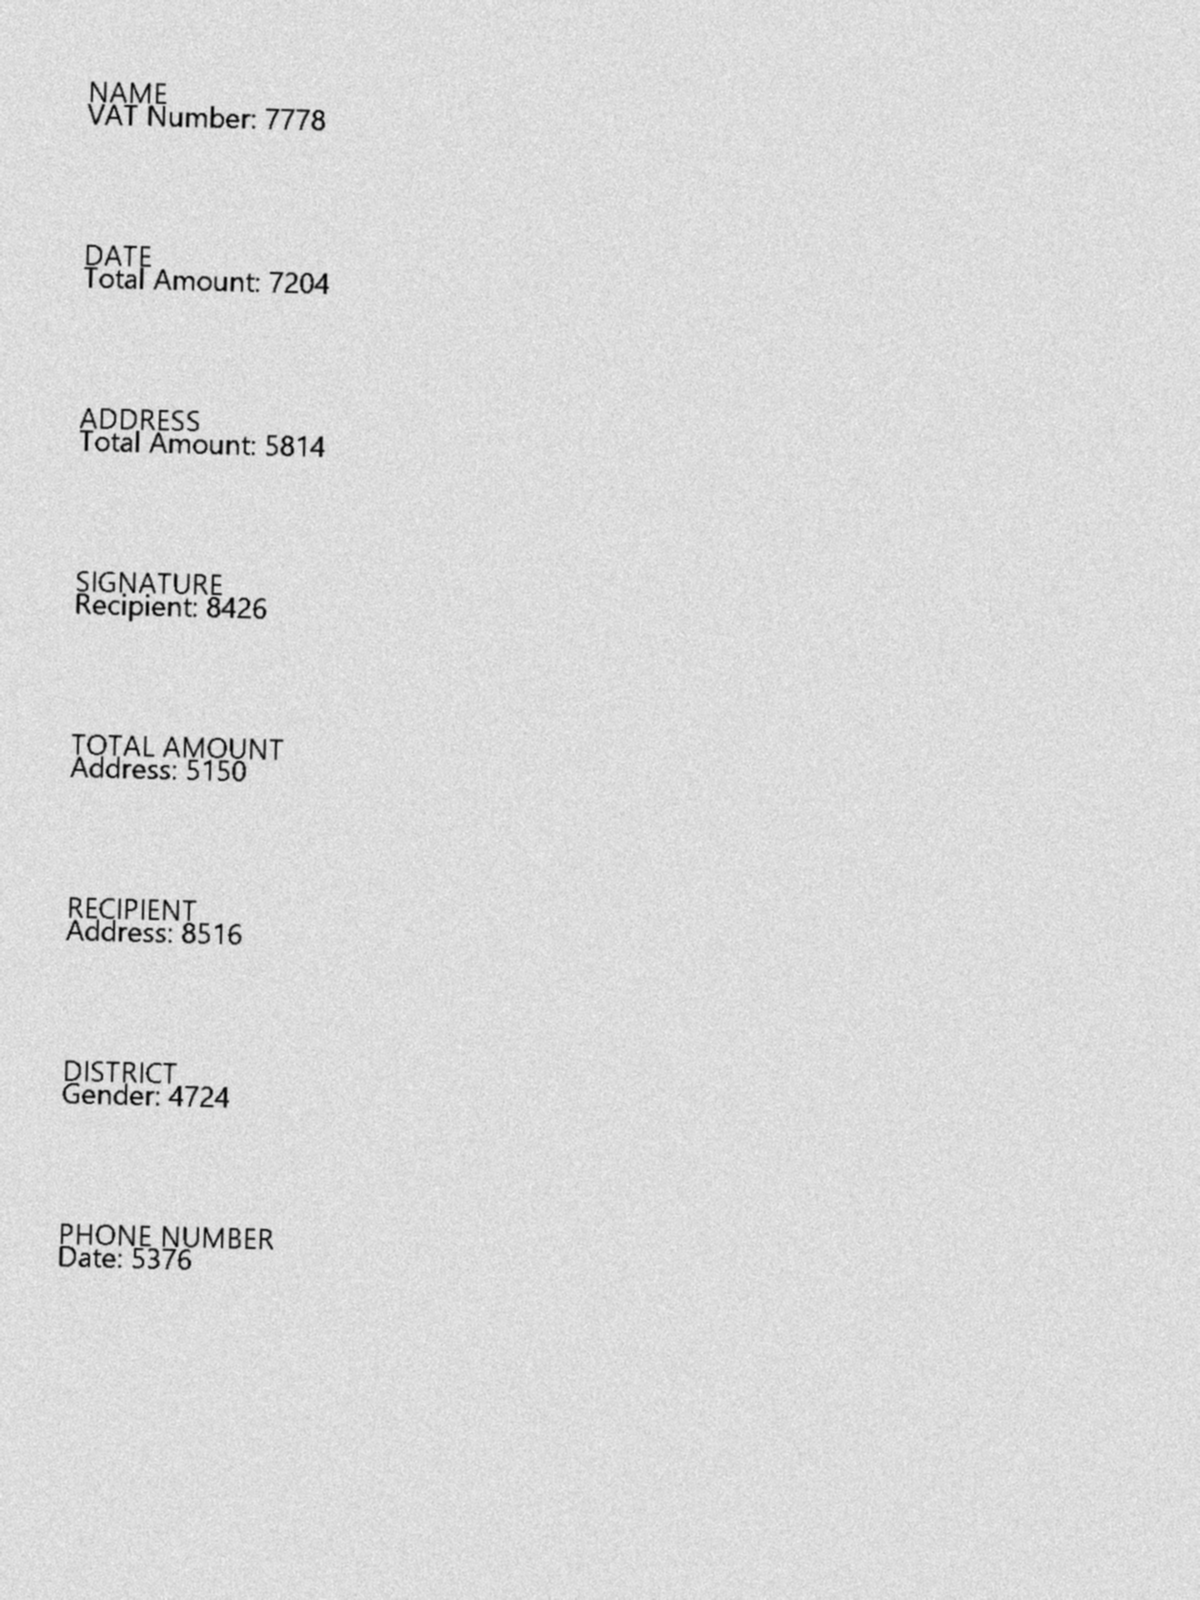 NAME
VAT Number: 7778
DATE
Total Amount: 7204
ADDRESS
Total Amount: 5814
SIGNATURE
Recipient: 8426
TOTAL AMOUNT
Address: 5150
RECIPIENT
Address: 8516
DISTRICT
Gender: 4724
PHONE NUMBER
Date: 5376